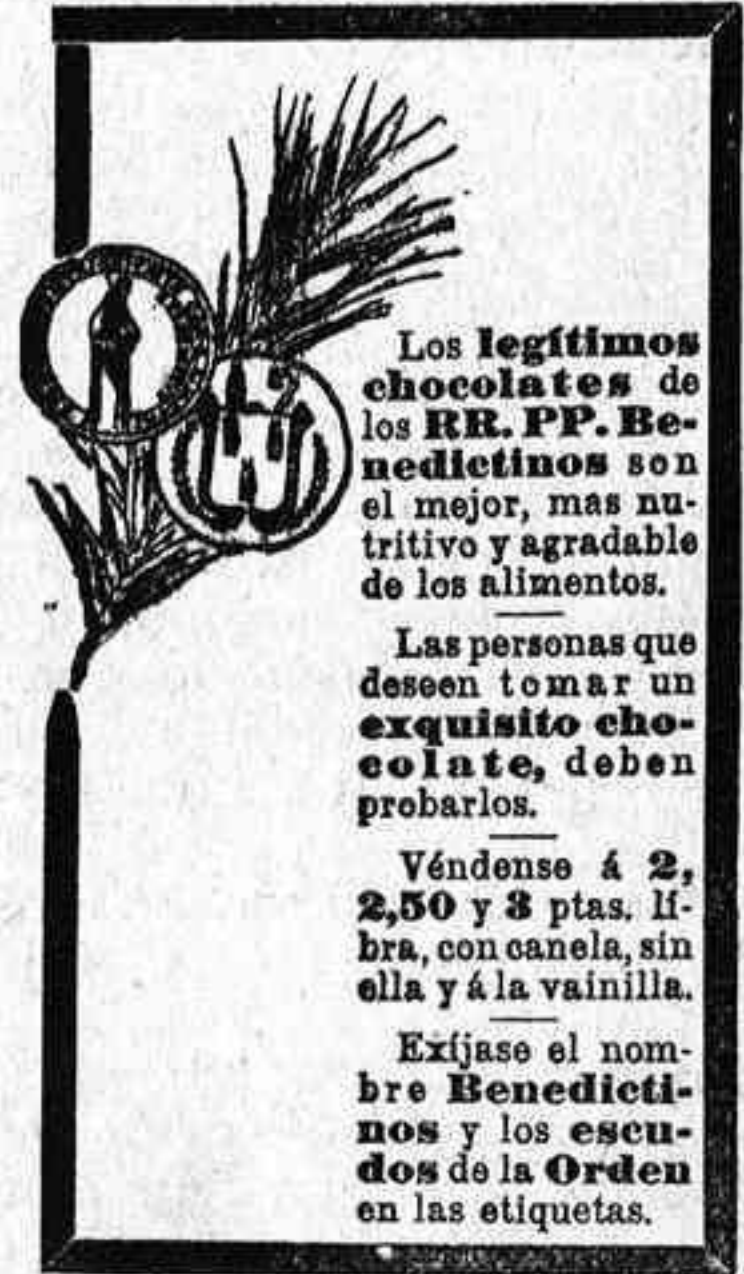 Los legítimos
chocolates de
los RR. PP. Be-
nedictinos son
el mejor, mas nu-
tritivo y agradable
de los alimentos.
Las personas que
deseen tomar un
exquisito cho-
colate, deben
probarlos.
Véndense á 2,
2,50 y 3 ptas. lí-
bra, con canela, sin
ella y á la vainilla.
Exíjase el nom-
bre Benedicti-
nos y los escu-
dos de la Orden
en las etiquetas.